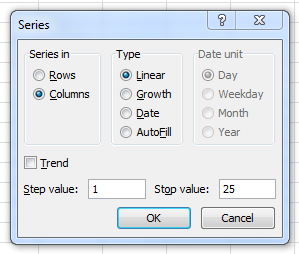 Series
Series in
Type
Date unit
Rows
Linear
Day
Columns
Growth
Weekday
Date
Month
AutoFill
Year
Trend
Step value: 1
Stop value: 25
OK
Cancel